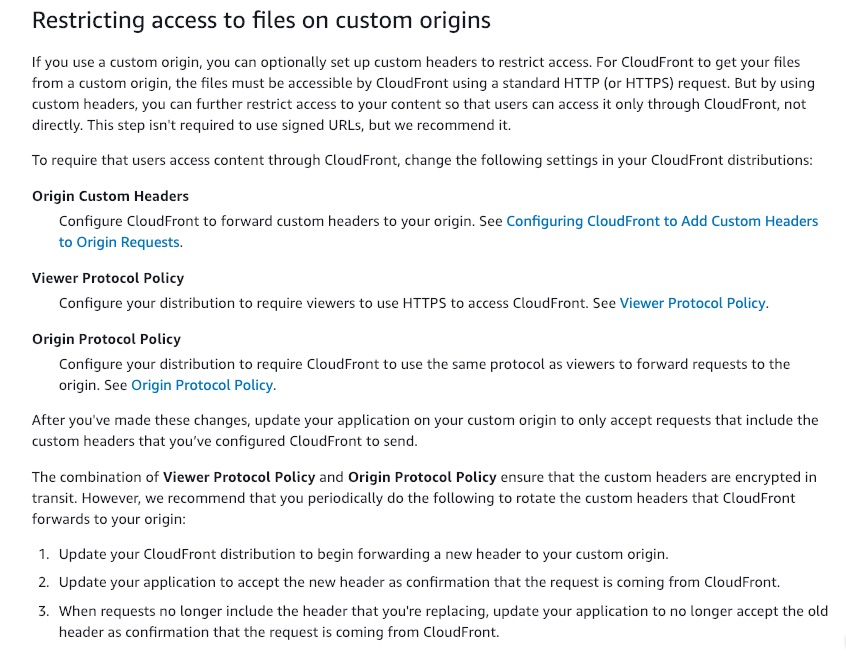 Restricting access to files on custom origins
If you use a custom origin, you can optionally set up custom headers to restrict access. For CloudFront to get your files
from a custom origin, the files must be accessible by CloudFront using a standard HTTP (or HTTPS) request. But by using
custom headers, you can further restrict access to your content so that users can access it only through CloudFront, not
directly. This step isn't required to use signed URLs, but we recommend it.
To require that users access content through CloudFront, change the following settings in your CloudFront distributions:
Origin Custom Headers
Configure CloudFront to forward custom headers to your origin. See Configuring CloudFront to Add Custom Headers
to Origin Requests.
Viewer Protocol Policy
Configure your distribution to require viewers to use HTTPS to access CloudFront. See Viewer Protocol Policy.
Origin Protocol Policy
Configure your distribution to require CloudFront to use the same protocol as viewers to forward requests to the
origin. See Origin Protocol Policy.
After you've made these changes, update your application on your custom origin to only accept requests that include the
custom headers that you've configured CloudFront to send.
The combination of Viewer Protocol Policy and Origin Protocol Policy ensure that the custom headers are encrypted in
transit. However, we recommend that you periodically do the following to rotate the custom headers that CloudFront
forwards to your origin:
1. Update your CloudFront distribution to begin forwarding a new header to your custom origin.
2. Update your application to accept the new header as confirmation that the request is coming from CloudFront.
3. When requests no longer include the header that you're replacing, update your application to no longer accept the old
header as confirmation that the request is coming from CloudFront.